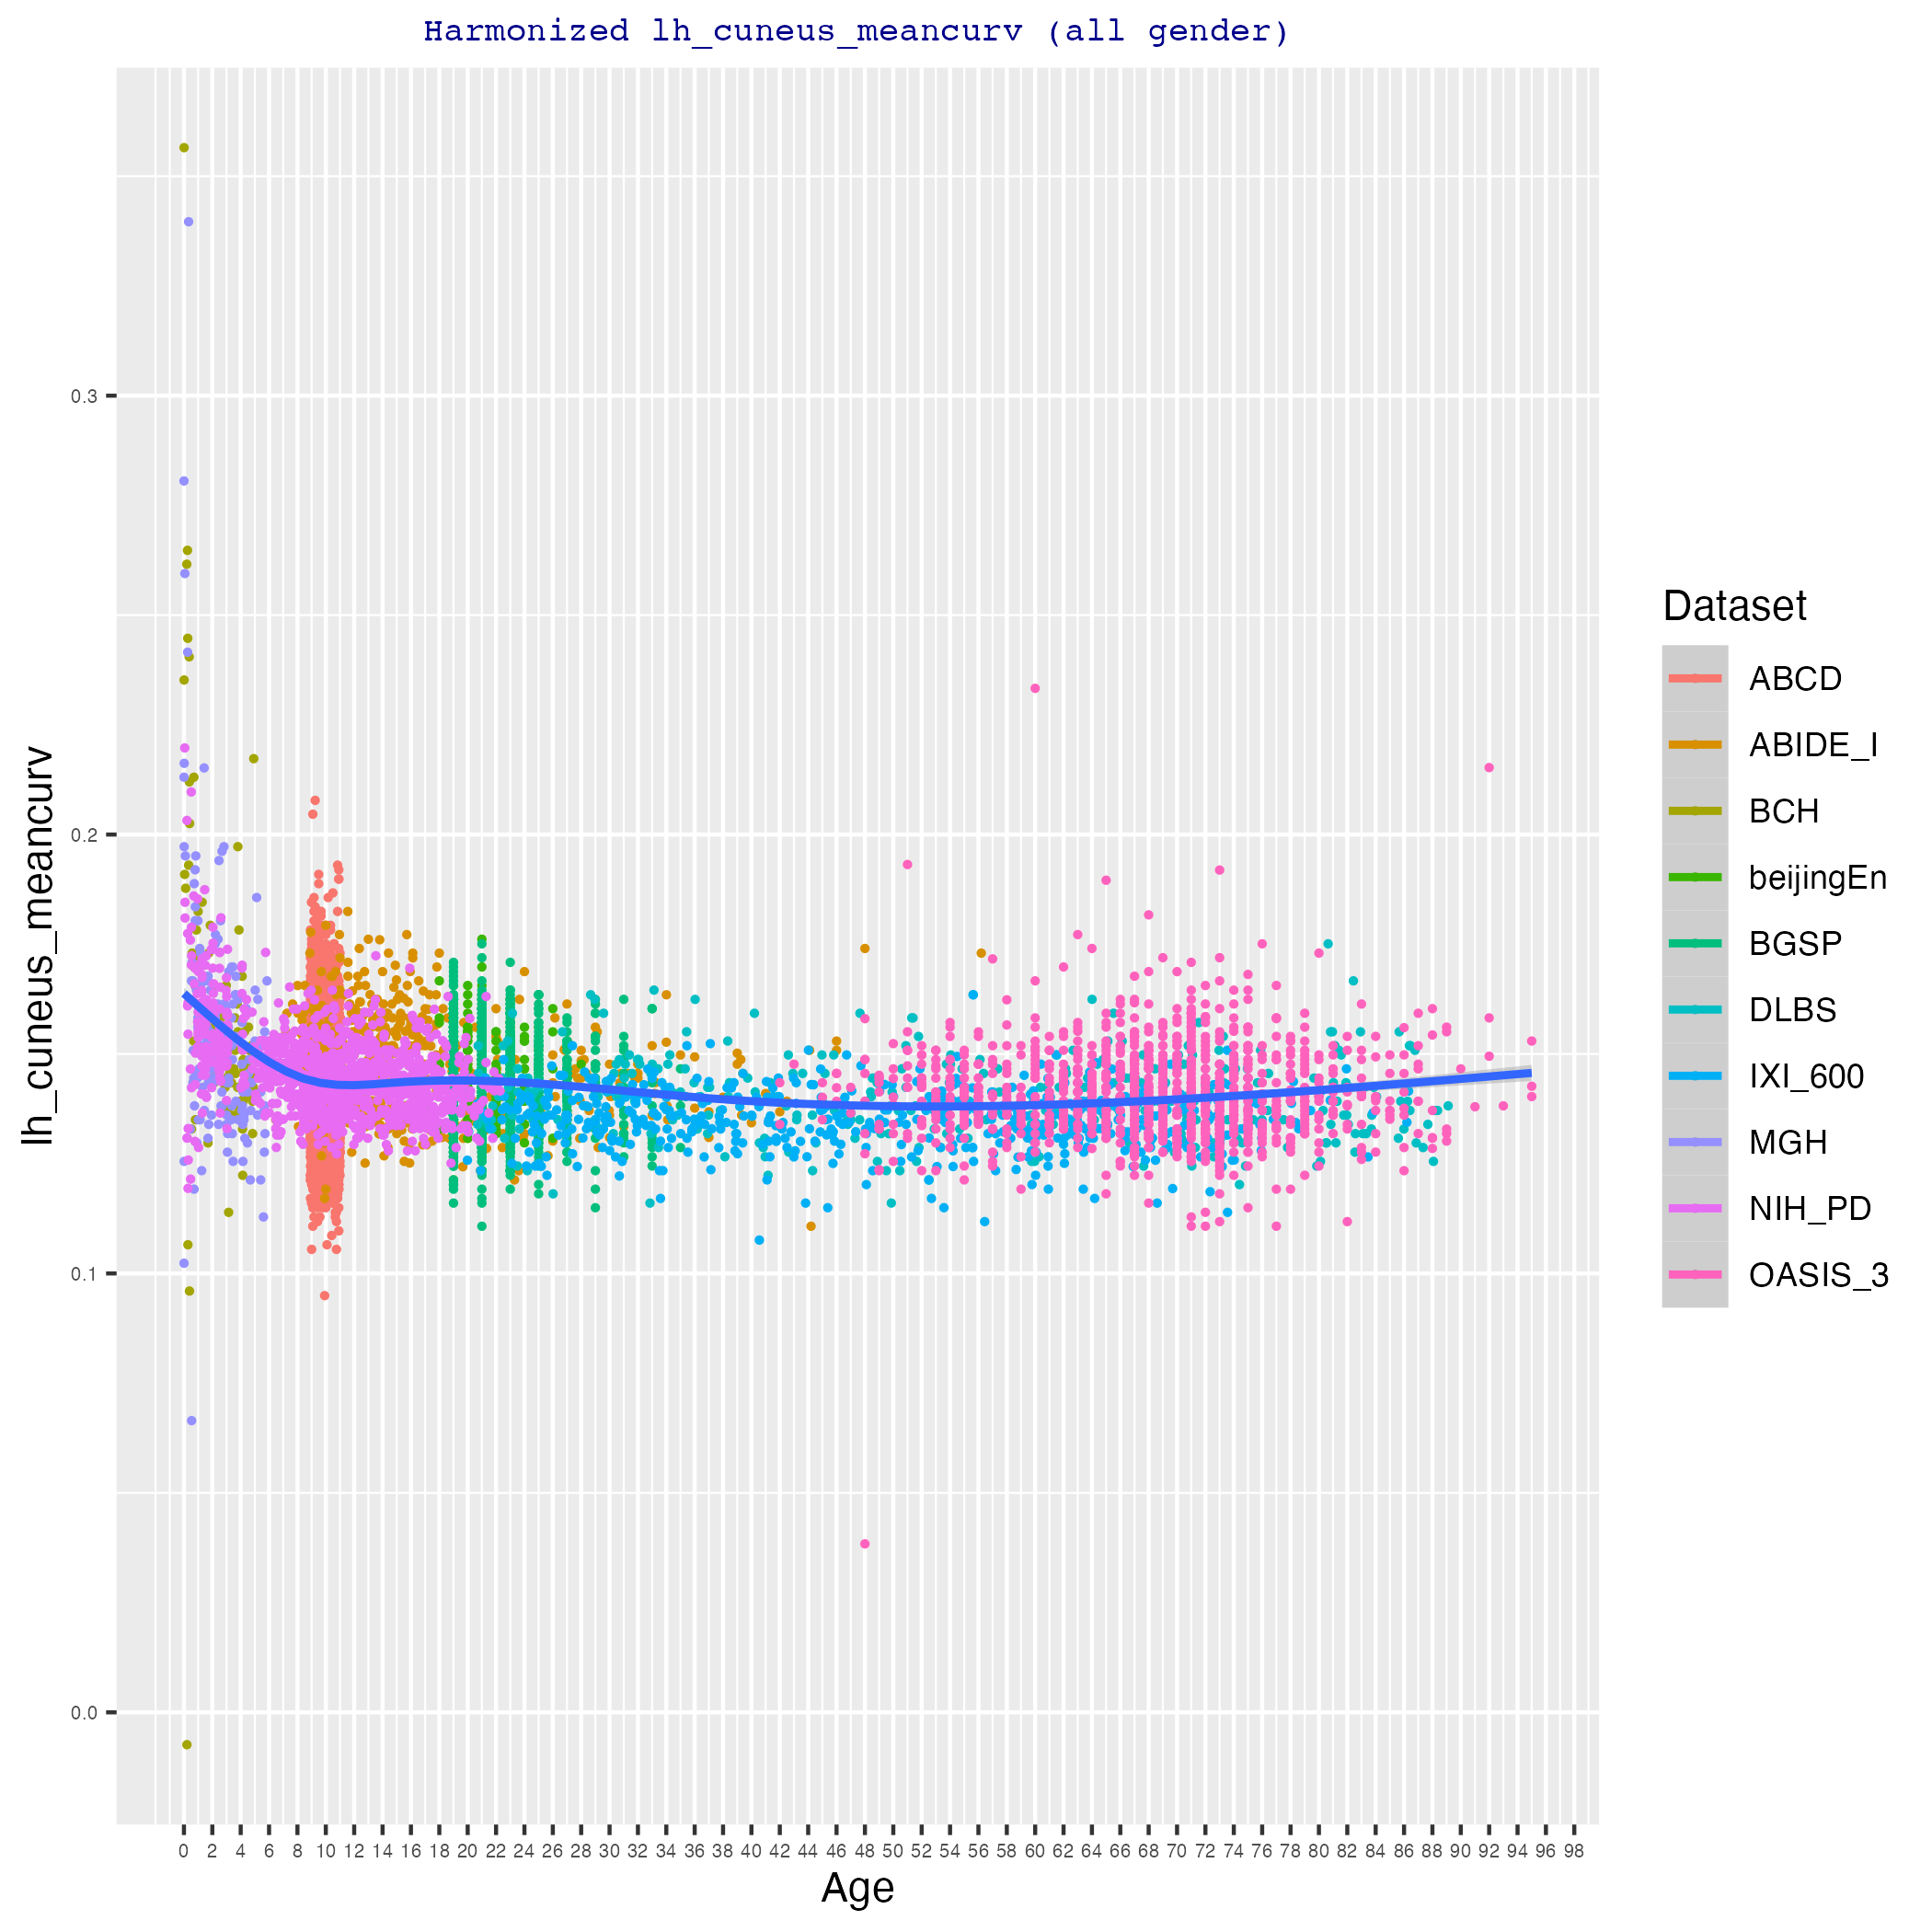 Harmonized lh_cuneus_meancurv (all gender)
lh_cuneus_meancurv
0.3
0.2
0.1
0.0
0 2 4 6 8 10 12 14 16 18 20 22 24 26 28 30 32 34 36 38 40 42 44 46 48 50 52 54 56 58 60 62 64 66 68 70 72 74 76 78 80 82 84 86 88 90 92 94 96 98
Age
Dataset
ABCD
ABIDE_I
BCH
beijingEn
BGSP
DLBS
IXI_600
MGH
NIH_PD
OASIS_3